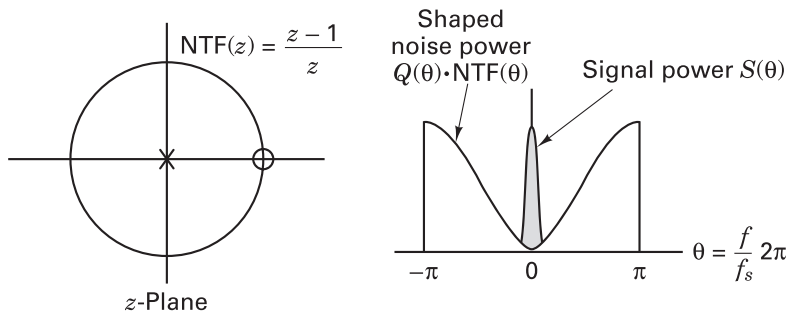 NTF(z) = z – 1 / z
z-Plane
Shaped
noise power
Q(θ)·NTF(θ)
Signal power S(θ)
–π
0
π
θ = f / fs 2π